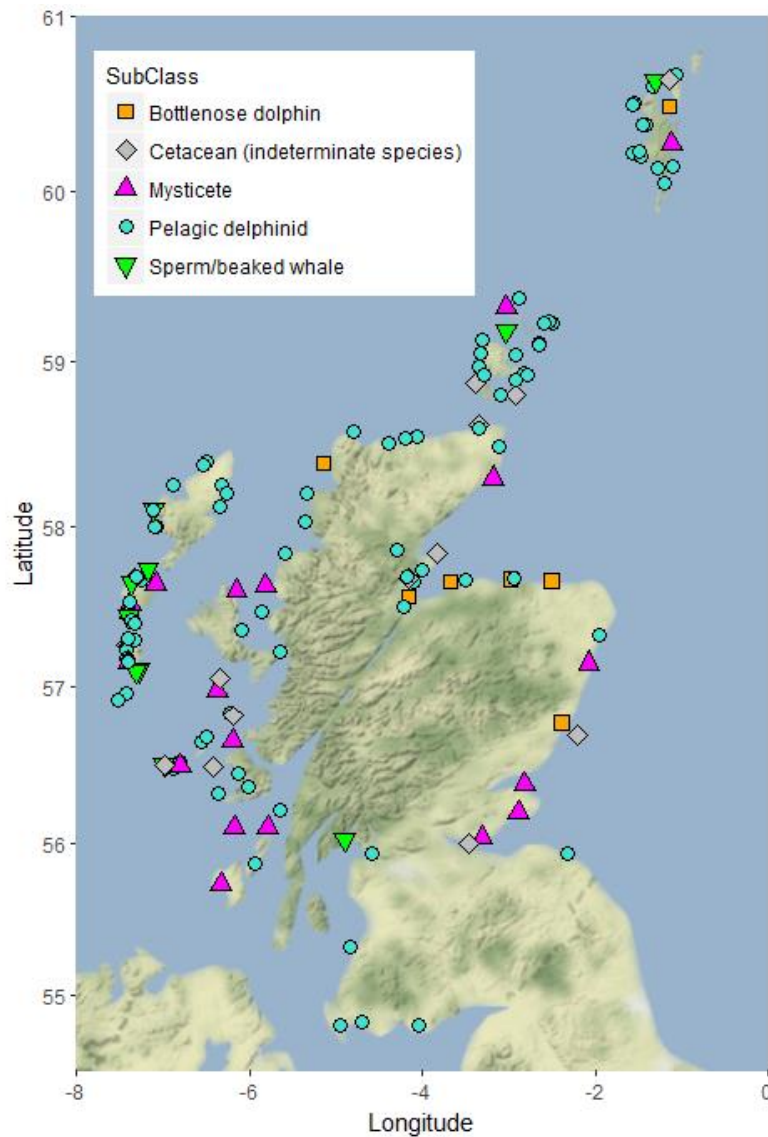 61
60
59
58
57
56
55
Latitude
SubClass
Bottlenose dolphin
Cetacean (indeterminate species)
Mysticete
Pelagic delphinid
Sperm/beaked whale
-8
-6
-4
-2
0
Longitude